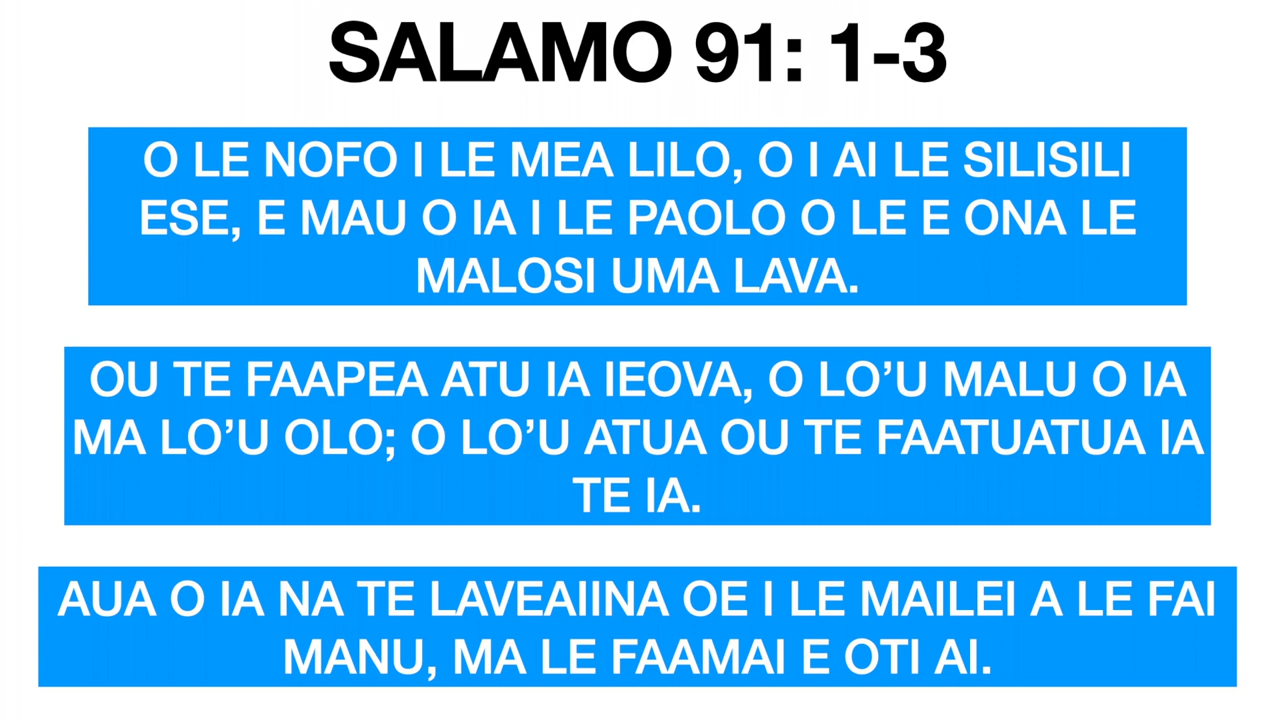 SALAMO 91: 1-3
O LE NOFO I LE MEA LILO, O I AI LE SILISILI
ESE, E MAU O IA I LE PAOLO O LE E ONA LE
MALOSI UMA LAVA.
OU TE FAAPEA ATU IA IEOVA, O LO’U MALU O IA
MA LO’U OLO; O LO’U ATUA OU TE FAATUATUA IA
TE IA.
AUA O IA NA TE LAVEAIINA OE I LE MAILEI A LE FAI
MANU, MA LE FAAMAI E OTI AI.